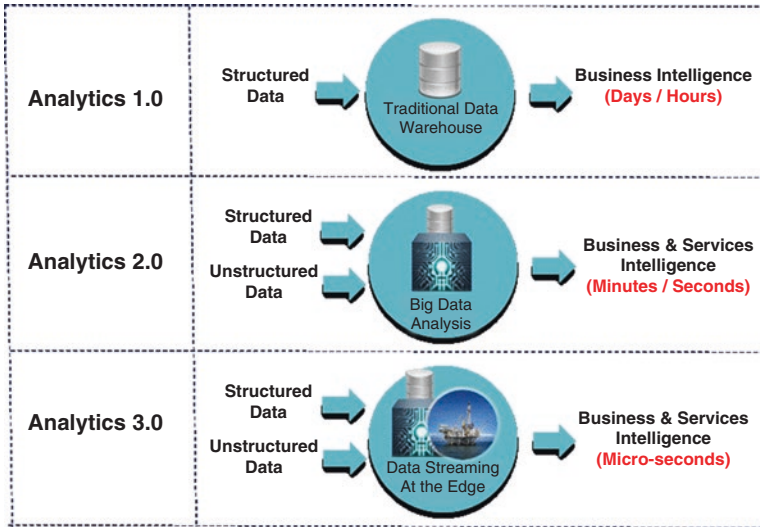 Analytics 1.0
Structured
Data
Traditional Data
Warehouse
Business Intelligence
(Days / Hours)
Analytics 2.0
Structured
Data
Unstructured
Data
Big Data
Analysis
Business & Services
Intelligence
(Minutes / Seconds)
Analytics 3.0
Structured
Data
Unstructured
Data
Data Streaming
At the Edge
Business & Services
Intelligence
(Micro-seconds)